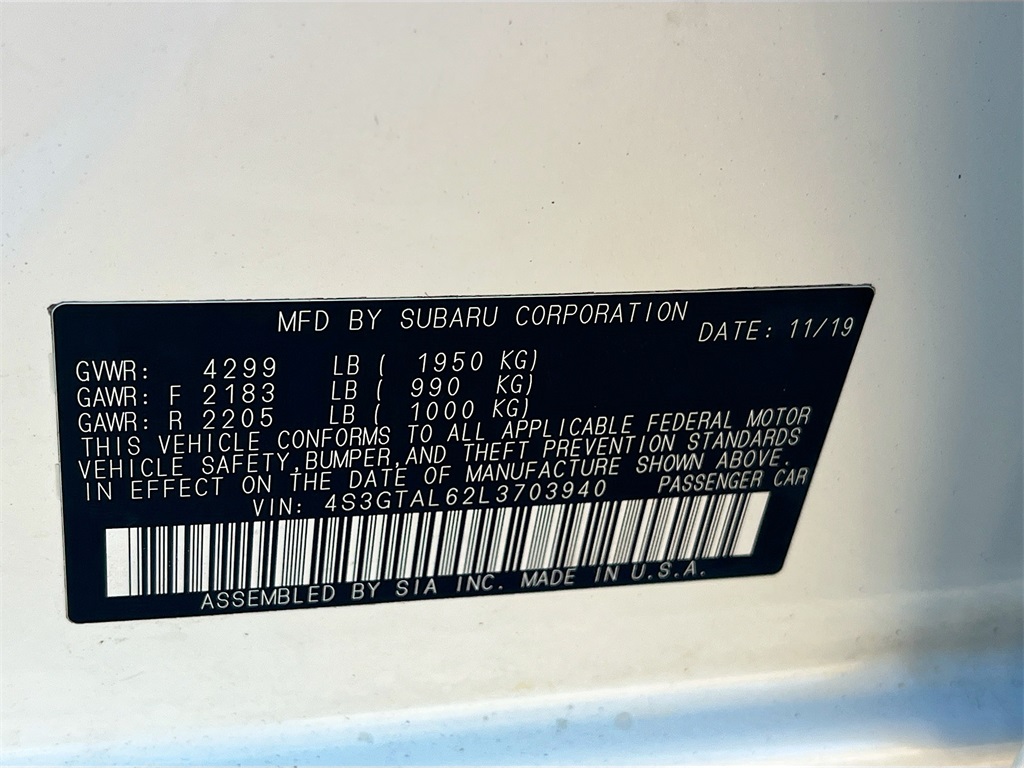 MFD BY SUBARU CORPORATION DATE: 11/19
GVWR: 4299 LB ( 1950 KG)
GAWR: F 2183 LB ( 990 KG)
GAWR: R 2205 LB ( 1000 KG)
THIS VEHICLE CONFORMS TO ALL APPLICABLE FEDERAL MOTOR
VEHICLE SAFETY,BUMPER,AND THEFT PREVENTION STANDARDS
IN EFFECT ON THE DATE OF MANUFACTURE SHOWN ABOVE.
VIN: 4S3GTAL62L3703940 PASSENGER CAR
ASSEMBLED BY SIA INC. MADE IN U.S.A.